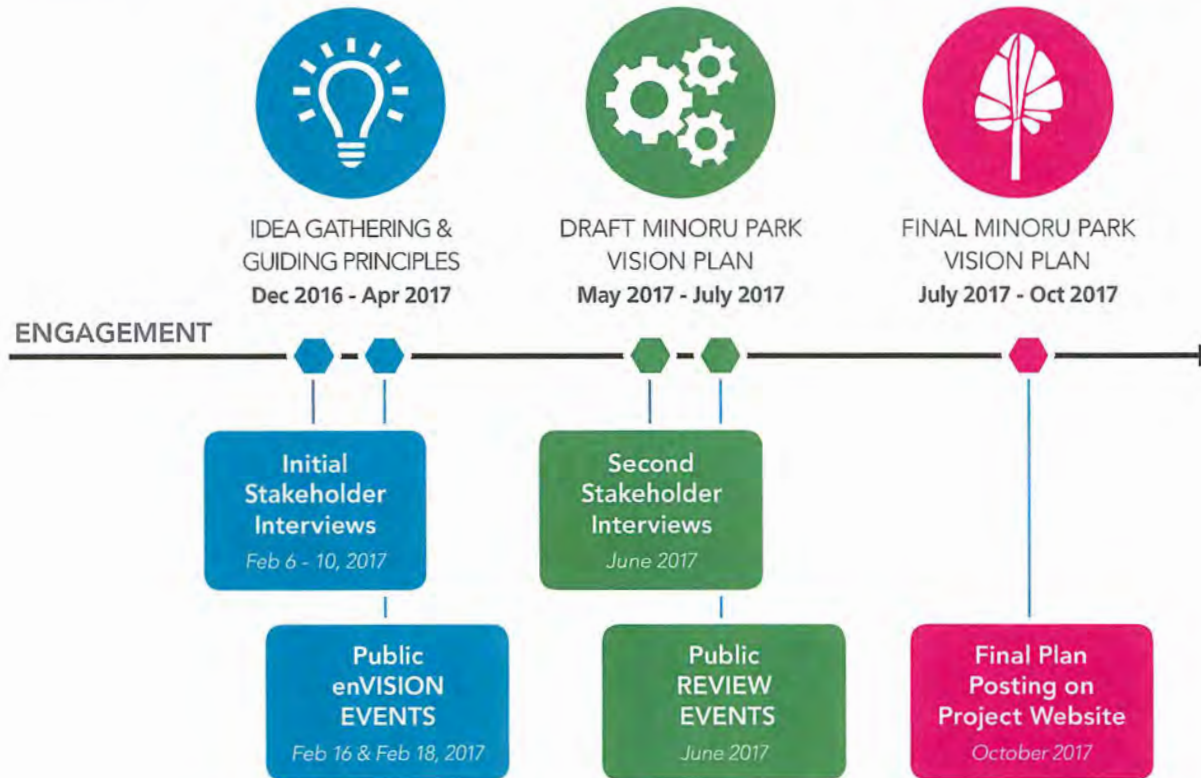 IDEA GATHERING &
GUIDING PRINCIPLES
Dec 2016 - Apr 2017
DRAFT MINORU PARK
VISION PLAN
May 2017 - July 2017
FINAL MINORU PARK
VISION PLAN
July 2017 - Oct 2017
ENGAGEMENT
Initial
Stakeholder
Interviews
Feb 6 - 10, 2017
Second
Stakeholder
Interviews
June 2017
Public
enVISION
EVENTS
Feb 16 & Feb 18, 2017
Public
REVIEW
EVENTS
June 2017
Final Plan
Posting on
Project Website
October 2017